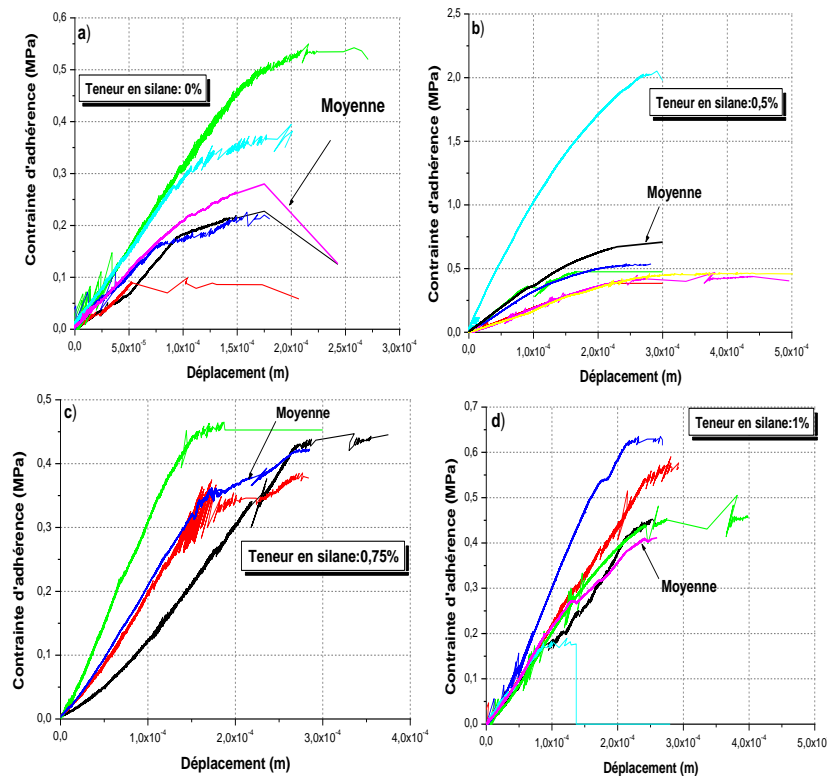 a)
Teneur en silane: 0%
Moyenne
Contrainte d'adhérence (MPa)
0,6
0,5
0,4
0,3
0,2
0,1
0,0
0,0
5,0x10-5
1,0x10-4
1,5x10-4
2,0x10-4
2,5x10-4
3,0x10-4
Déplacement (m)
b)
Teneur en silane:0,5%
Moyenne
Contrainte d'adhérence (MPa)
2,5
2,0
1,5
1,0
0,5
0,0
0,0
1,0x10-4
2,0x10-4
3,0x10-4
4,0x10-4
5,0x10-4
Déplacement (m)
c)
Moyenne
Teneur en silane:0,75%
Contrainte d'adhérence (MPa)
0,5
0,4
0,3
0,2
0,1
0,0
0,0
1,0x10-4
2,0x10-4
3,0x10-4
4,0x10-4
Déplacement (m)
d)
Teneur en silane:1%
Moyenne
Contrainte d'adhérence (MPa)
0,7
0,6
0,5
0,4
0,3
0,2
0,1
0,0
0,0
1,0x10-4
2,0x10-4
3,0x10-4
4,0x10-4
5,0x10
Déplacement (m)